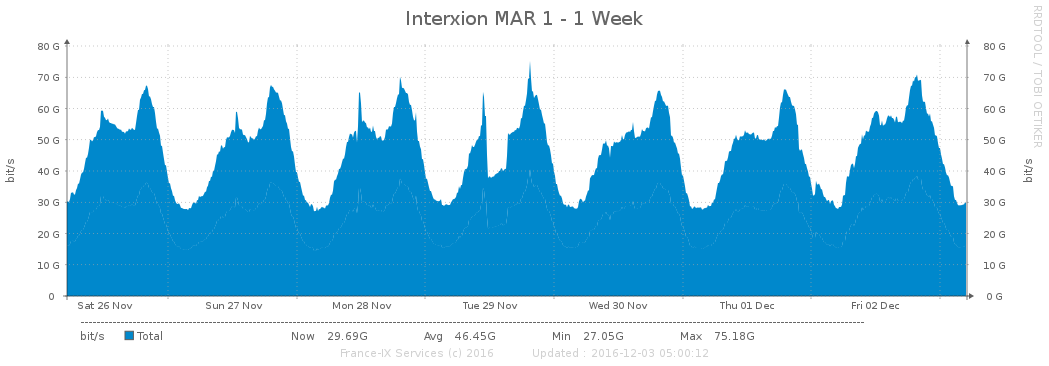 Interxion MAR 1 - 1 Week
RRDTOOL / TOBI OETIKER
80 G 80 G
70 G 70 G
60 G 60 G
50 G 50 G
40 G 40 G
30 G 30 G
20 G 20 G
10 G 10 G
0 0 G
bit/s bit/s
Sat 26 Nov Sun 27 Nov Mon 28 Nov Tue 29 Nov Wed 30 Nov Thu 01 Dec Fri 02 Dec
bit/s Total Now 29.69G Avg 46.45G Min 27.05G Max 75.18G
France-IX Services (c) 2016 Updated : 2016-12-03 05:00:12